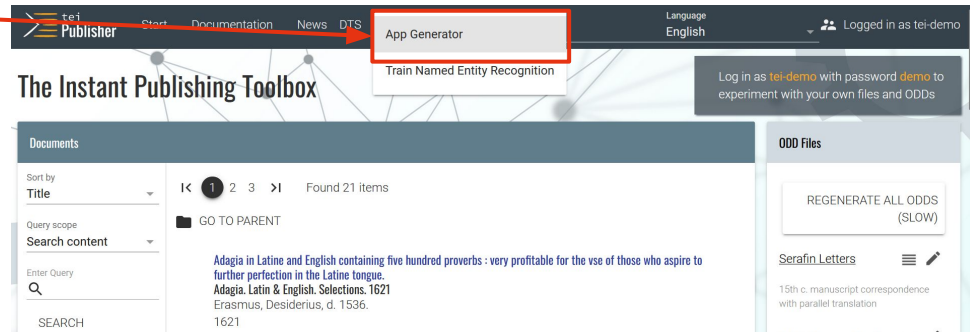 tei
Publisher
Start
Documentation
News
DTS
App Generator
Train Named Entity Recognition
Language
English
Logged in as tei-demo
The Instant Publishing Toolbox
Log in as tei-demo with password demo to
experiment with your own files and ODDs
Documents
Sort by
Title
Query scope
Search content
Enter Query
SEARCH
1 2 3 Found 21 items
GO TO PARENT
Adagia in Latine and English containing five hundred proverbs : very profitable for the vse of those who aspire to
further perfection in the Latine tongue.
Adagia. Latin & English. Selections. 1621
Erasmus, Desiderius, d. 1536.
1621
ODD Files
REGENERATE ALL ODDS
(SLOW)
Serafin Letters
15th c. manuscript correspondence
with parallel translation